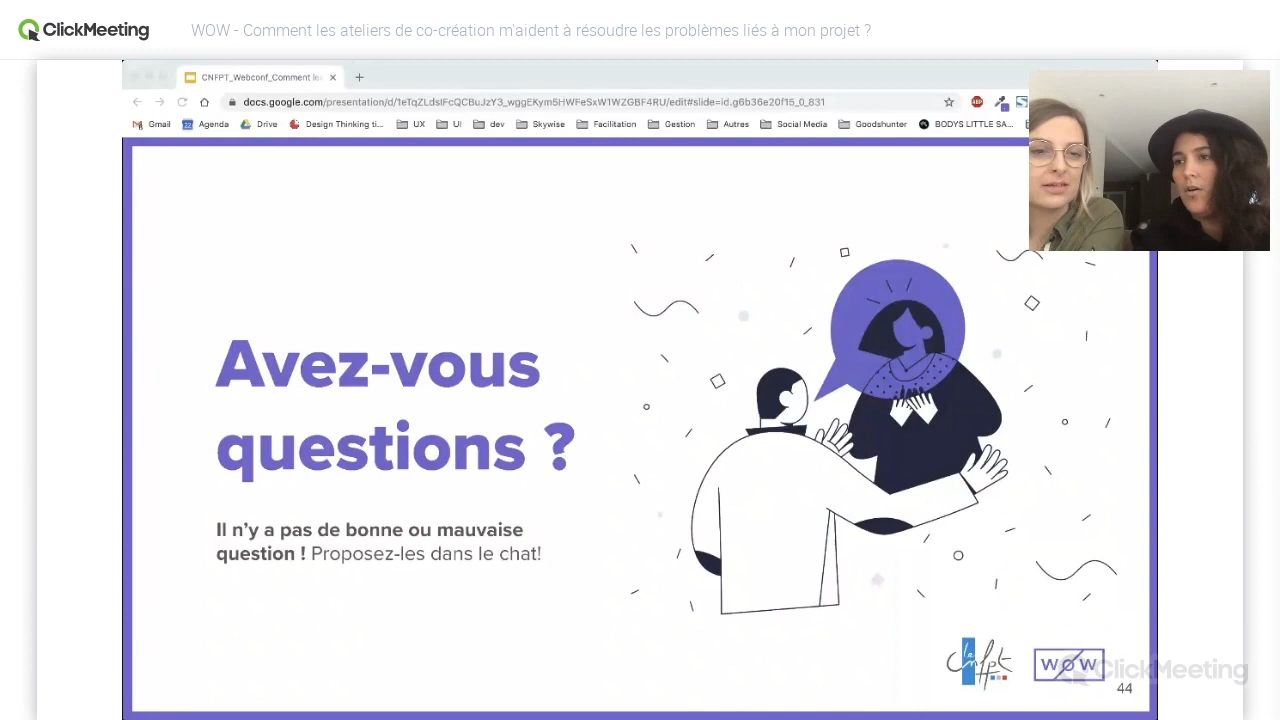 ClickMeeting
WOW - Comment les ateliers de co-création m'aident à résoudre les problèmes liés à mon projet ?
CNFPT_Webconf_Comment le
docs.google.com/presentation/d/1eTqZLdsIFcQCBuJzY3_wggEKym5HWFeSxW1WZGBF4RU/edit#slide=id.g6b36e20f15_0_831
Gmail Agenda Drive Design Thinking ti... UX UI dev Skywise Facilitation Gestion Autres Social Media Goodshunter BODYS LITTLE SA...
Avez-vous
questions ?
Il n'y a pas de bonne ou mauvaise
question ! Proposez-les dans le chat!
le cnfpt
WOW
ClickMeeting
44